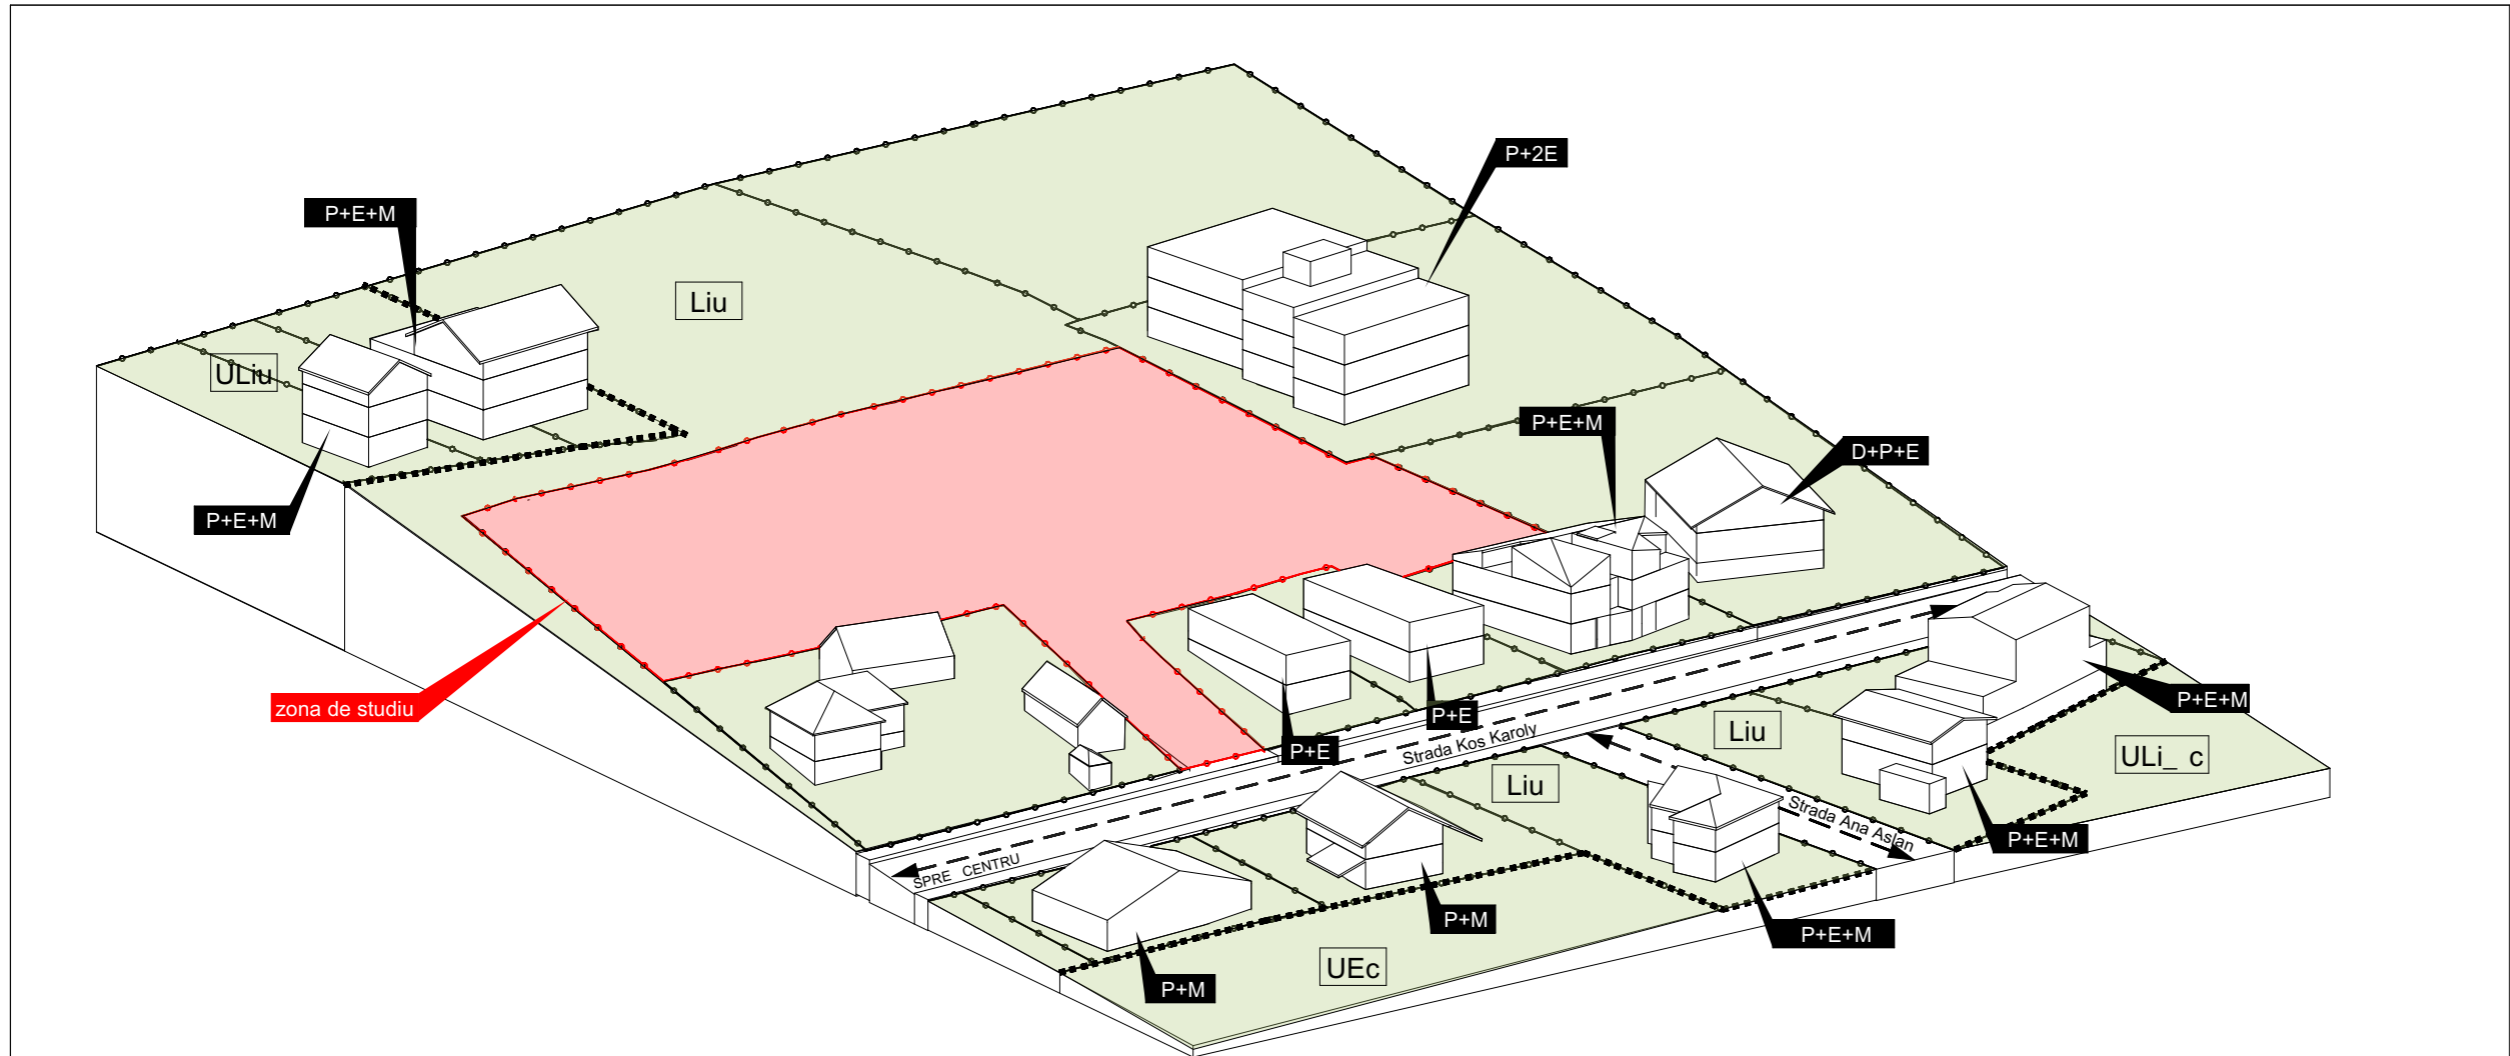 P+2E
P+E+M
Liu
ULiu
P+E+M
D+P+E
P+E+M
zona de studiu
P+E+M
P+E
Liu
ULi_ c
Strada Kos Karoly
P+E
Liu
Strada Ana Aslan
P+E+M
SPRE CENTRU
P+M
P+E+M
UEc
P+M